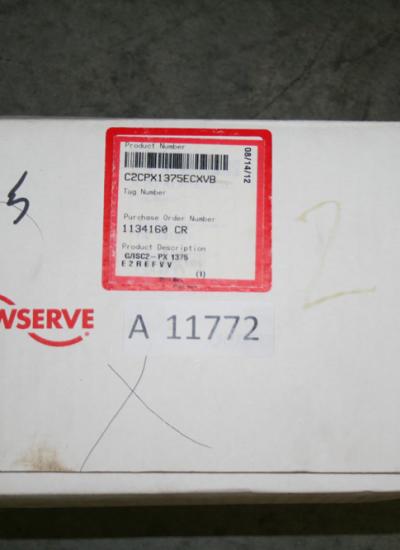 Product Number
08/14/12
C2CPX1375ECXVB
Tag Number
Purchase Order Number
1134160 CR
Product Description
G/ISC2-PX 1375
E2REFVV
(1)
2
WSERVE
A 11772